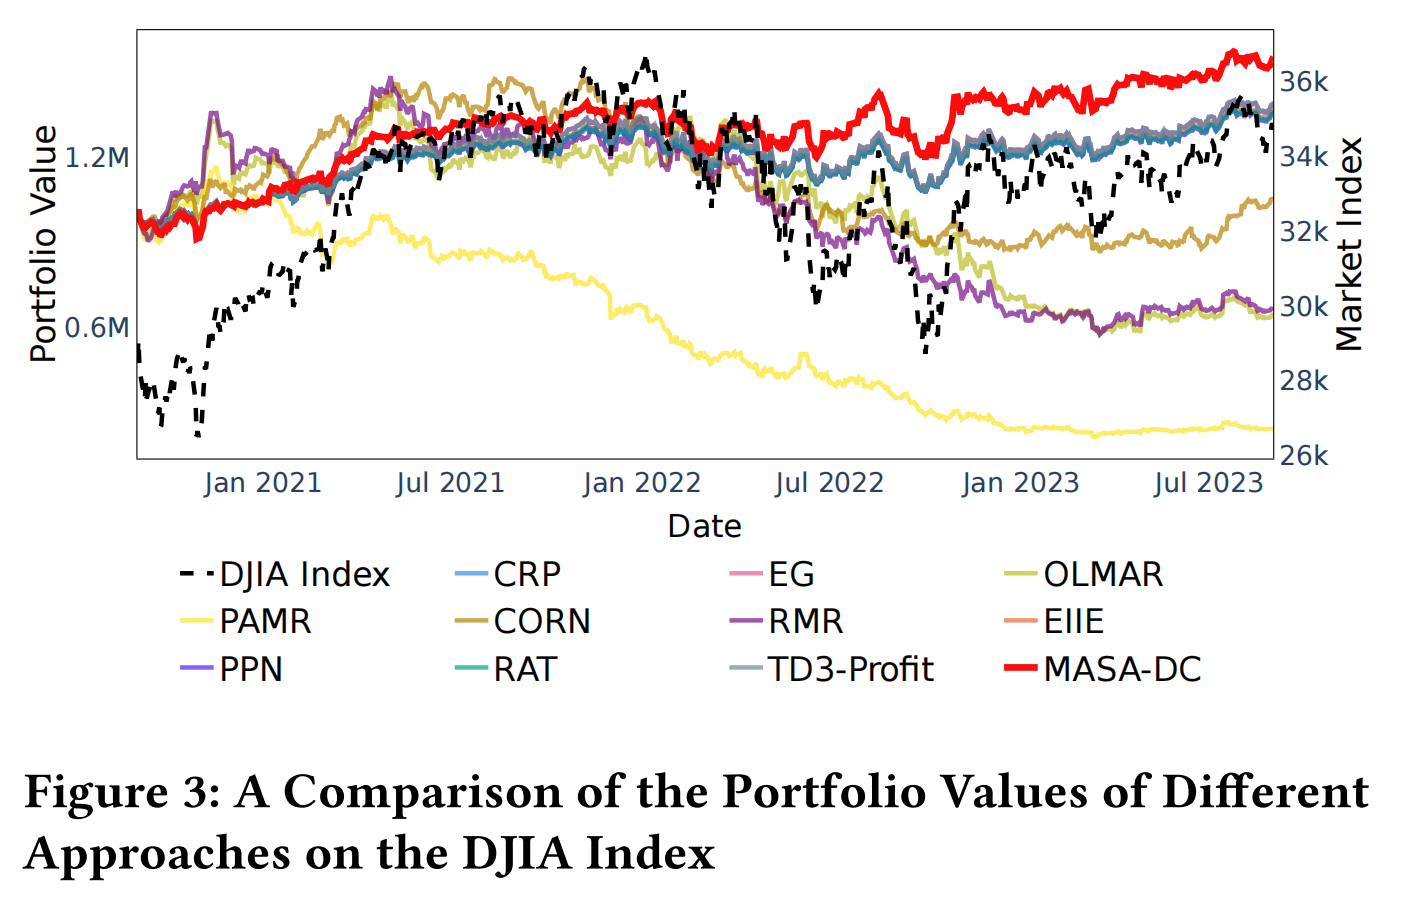 Portfolio Value
1.2M
0.6M
36k
34k
32k
30k
28k
26k
Market Index
Jan 2021 Jul 2021 Jan 2022 Jul 2022 Jan 2023 Jul 2023
Date
DJIA Index CRP EG OLMAR
PAMR CORN RMR EIIE
PPN RAT TD3-Profit MASA-DC
Figure 3: A Comparison of the Portfolio Values of Different
Approaches on the DJIA Index